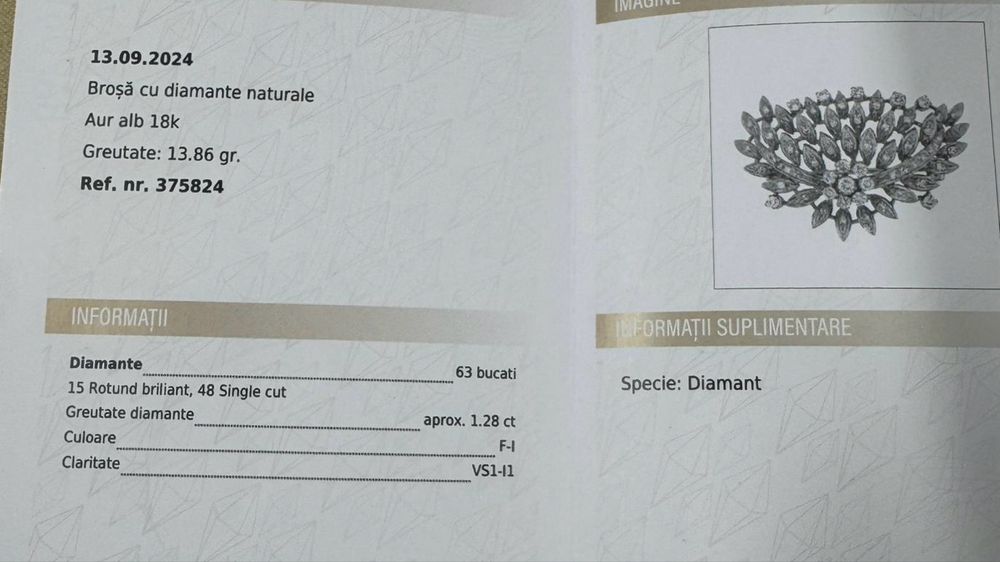 13.09.2024
Broșă cu diamante naturale
Aur alb 18k
Greutate: 13.86 gr.
Ref. nr. 375824
INFORMAȚII
Diamante 63 bucati
15 Rotund briliant, 48 Single cut
Greutate diamante aprox. 1.28 ct
Culoare F-I
Claritate VS1-I1
IMAGINE
INFORMAȚII SUPLIMENTARE
Specie: Diamant